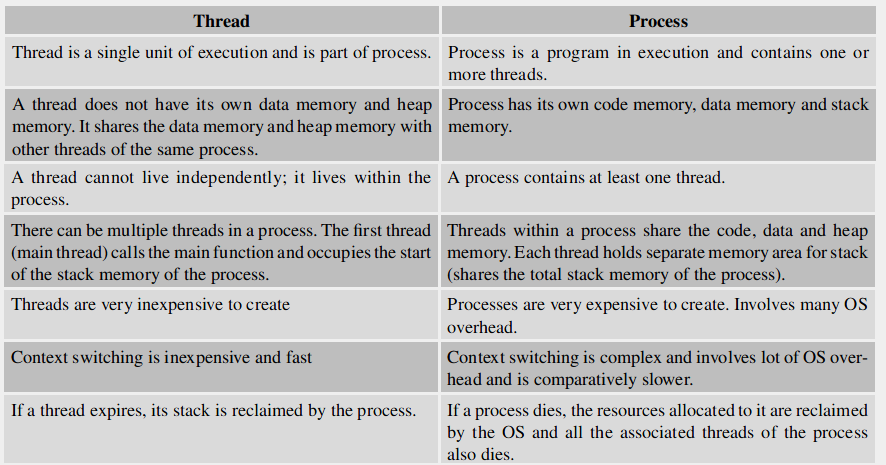 Thread
Process
Thread is a single unit of execution and is part of process.
Process is a program in execution and contains one or
more threads.
A thread does not have its own data memory and heap
memory. It shares the data memory and heap memory with
other threads of the same process.
Process has its own code memory, data memory and stack
memory.
A thread cannot live independently; it lives within the
process.
A process contains at least one thread.
There can be multiple threads in a process. The first thread
(main thread) calls the main function and occupies the start
of the stack memory of the process.
Threads within a process share the code, data and heap
memory. Each thread holds separate memory area for stack
(shares the total stack memory of the process).
Threads are very inexpensive to create
Processes are very expensive to create. Involves many OS
overhead.
Context switching is inexpensive and fast
Context switching is complex and involves lot of OS over-
head and is comparatively slower.
If a thread expires, its stack is reclaimed by the process.
If a process dies, the resources allocated to it are reclaimed
by the OS and all the associated threads of the process
also dies.